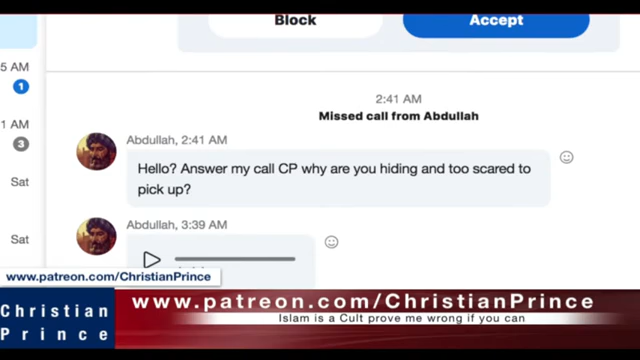 Block
Accept
5 AM
1
2:41 AM
Missed call from Abdullah
1 AM
3
Abdullah, 2:41 AM
Hello? Answer my call CP why are you hiding and too scared to
pick up?
Sat
Abdullah, 3:39 AM
Sat
www.patreon.com/ChristianPrince
Christian
Prince
www.patreon.com/ChristianPrince
Islam is a Cult prove me wrong if you can